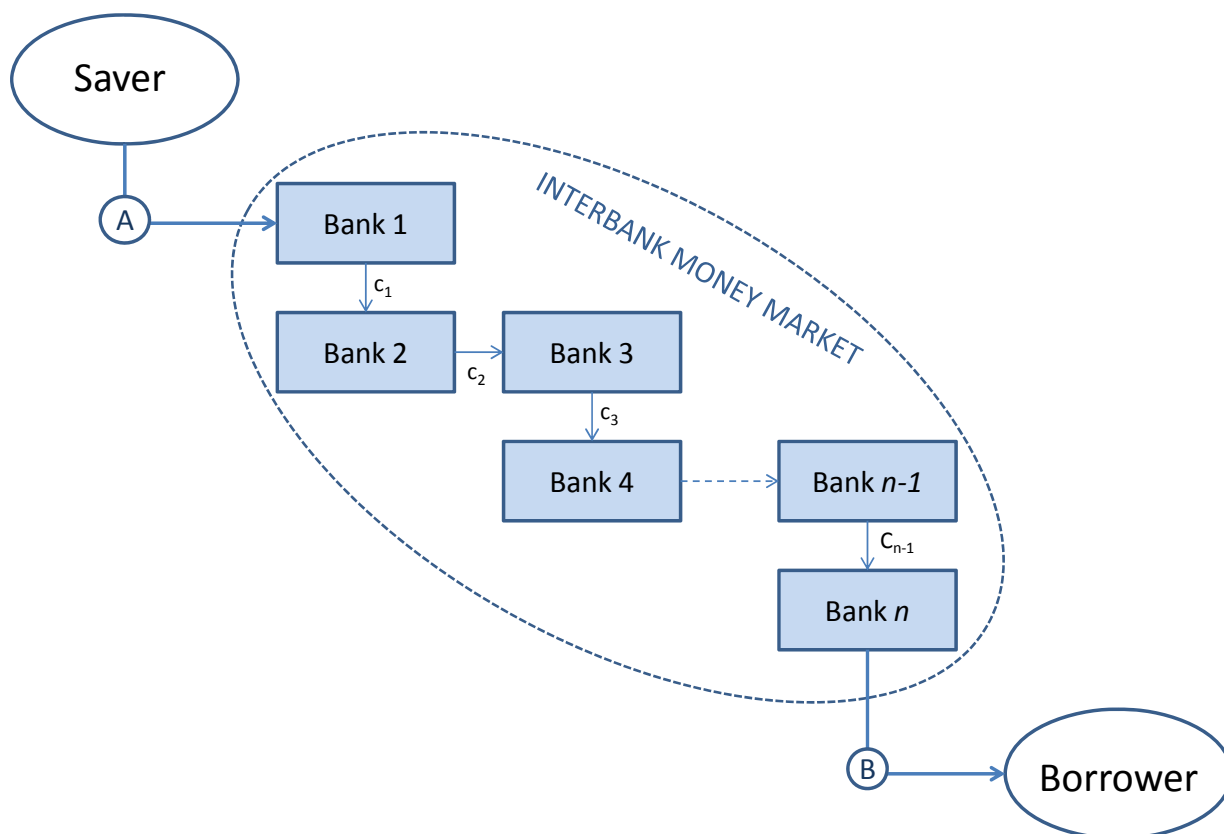 Saver
A
INTERBANK MONEY MARKET
Bank 1
c₁
Bank 2
c₂
Bank 3
c₃
Bank 4
Bank n-1
Cₙ₋₁
Bank n
B
Borrower